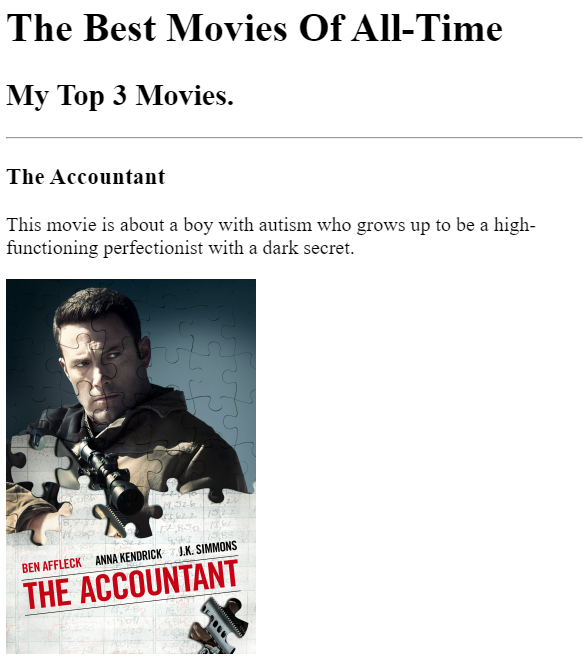 The Best Movies Of All-Time
My Top 3 Movies.
The Accountant
This movie is about a boy with autism who grows up to be a high-
functioning perfectionist with a dark secret.
BEN AFFLECK ANNA KENDRICK J.K. SIMMONS
THE ACCOUNTANT